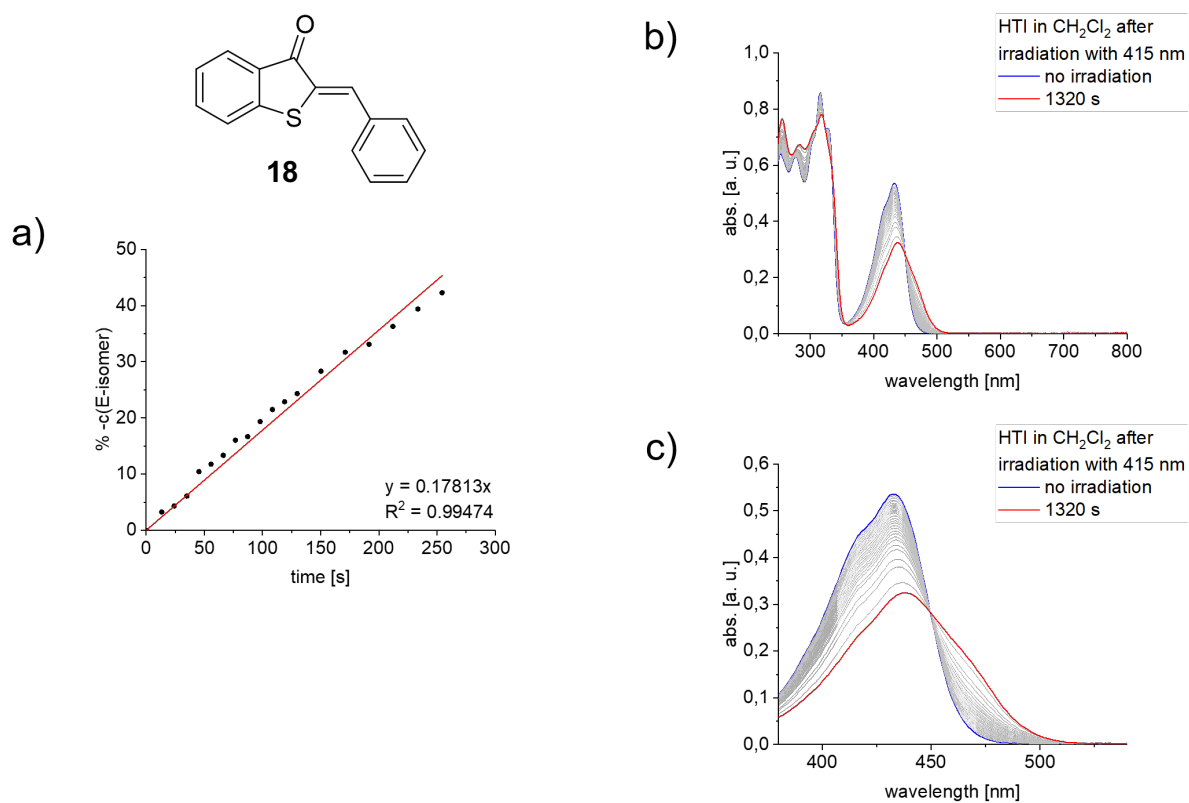 O
S
18
a)
50
40
30
20
10
0
% -c(E-isomer)
y = 0.17813x
R² = 0.99474
0 50 100 150 200 250 300
time [s]
b)
HTI in CH₂Cl₂ after
irradiation with 415 nm
no irradiation
1320 s
1,0
0,8
0,6
0,4
0,2
0,0
abs. [a. u.]
300 400 500 600 700 800
wavelength [nm]
c)
HTI in CH₂Cl₂ after
irradiation with 415 nm
no irradiation
1320 s
0,6
0,5
0,4
0,3
0,2
0,1
0,0
abs. [a. u.]
400 450 500
wavelength [nm]